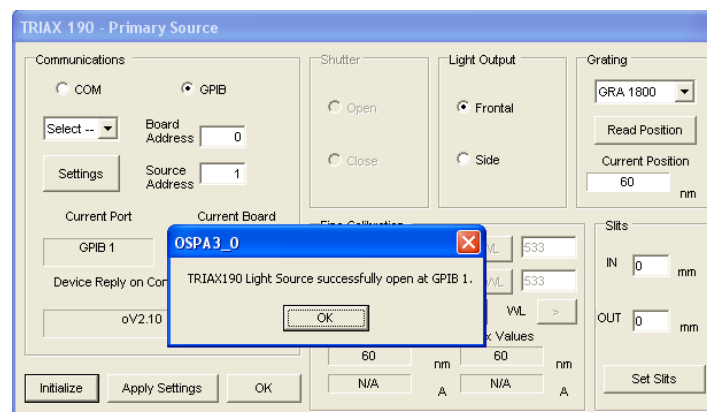 TRIAX 190 - Primary Source
Communications
COM
GPIB
Select --
Board
Address
0
Settings
Source
Address
1
Current Port
Current Board
GPIB 1
Device Reply on
oV2.10
Initialize
Apply Settings
OK
Shutter
Open
Close
Light Output
Frontal
Side
Grating
GRA 1800
Read Position
Current Position
60
nm
OSPA3_0
TRIAX190 Light Source successfully open at GPIB 1.
OK
533
533
WL
>
Values
60
nm
60
nm
N/A
A
N/A
A
Slits
IN
0
mm
OUT
0
mm
Set Slits